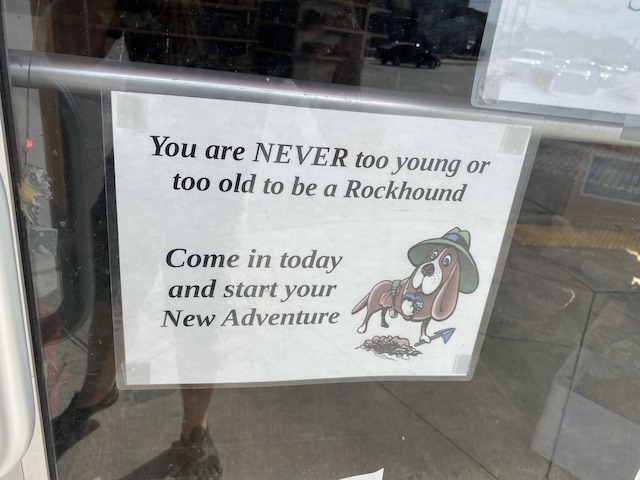 You are NEVER too young or
too old to be a Rockhound
Come in today
and start your
New Adventure